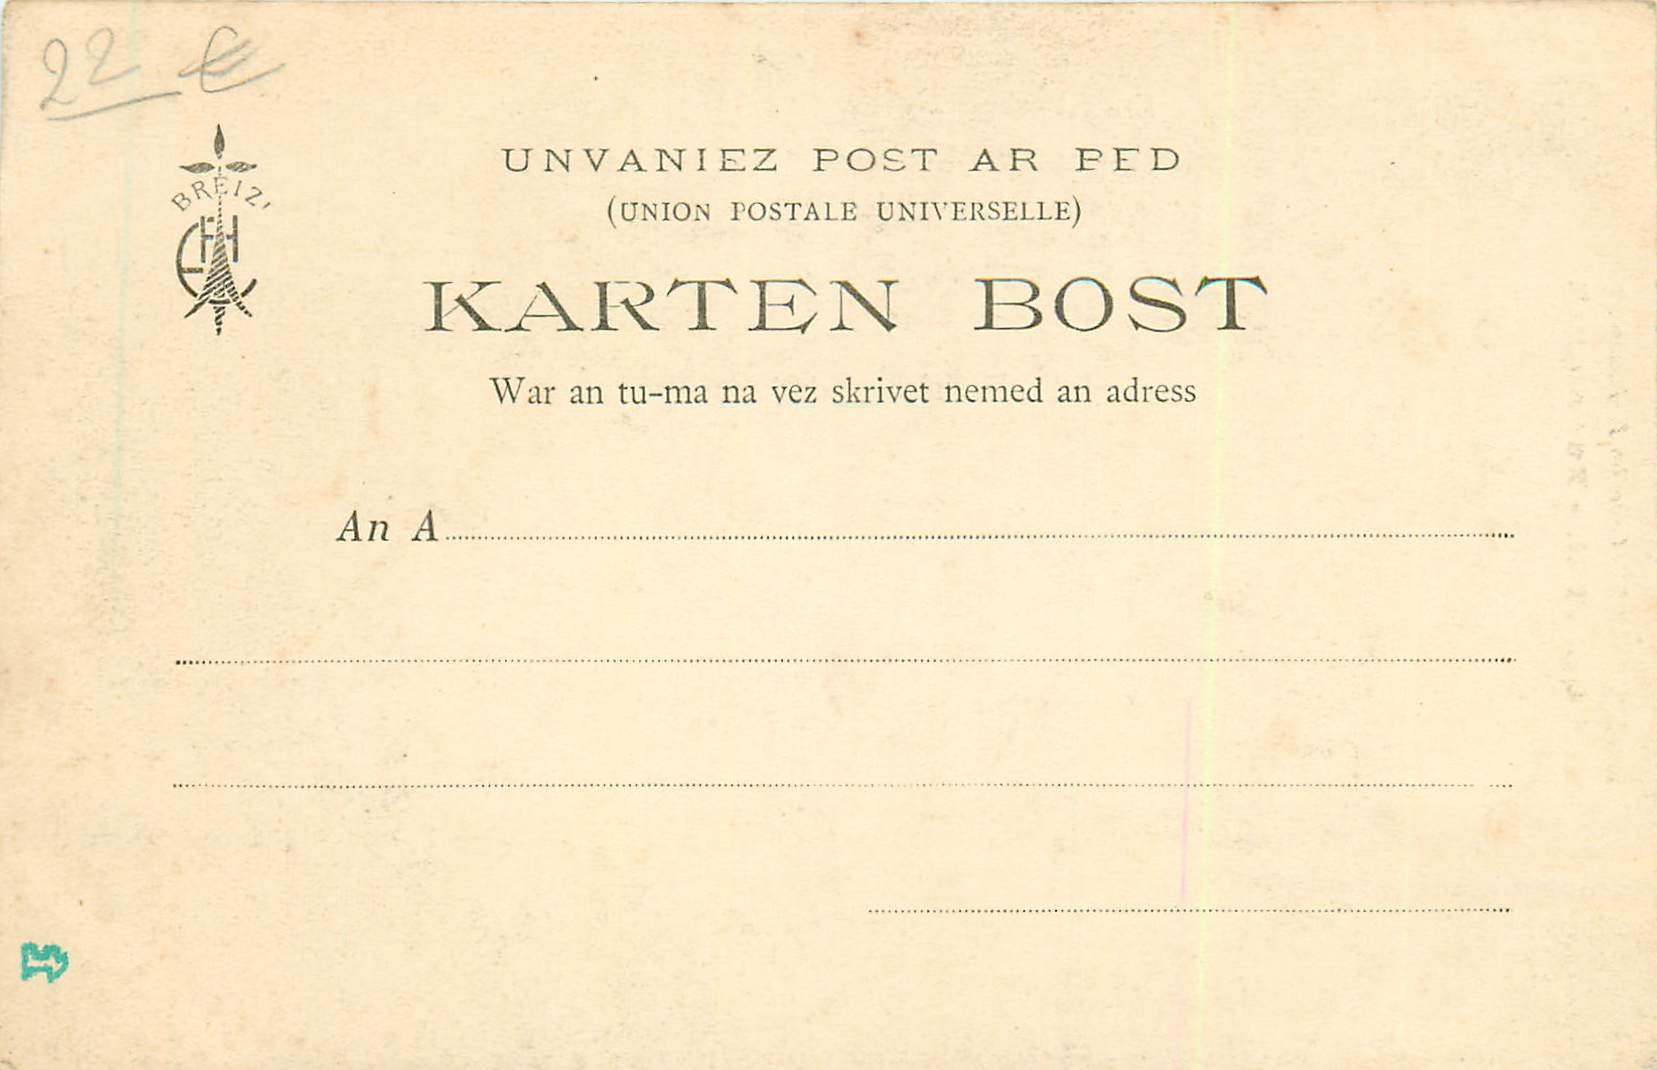 22 €
BREIZ'
UNVANIEZ POST AR BED
(UNION POSTALE UNIVERSELLE)
KARTEN BOST
War an tu-ma na vez skrivet nemed an adress
An A